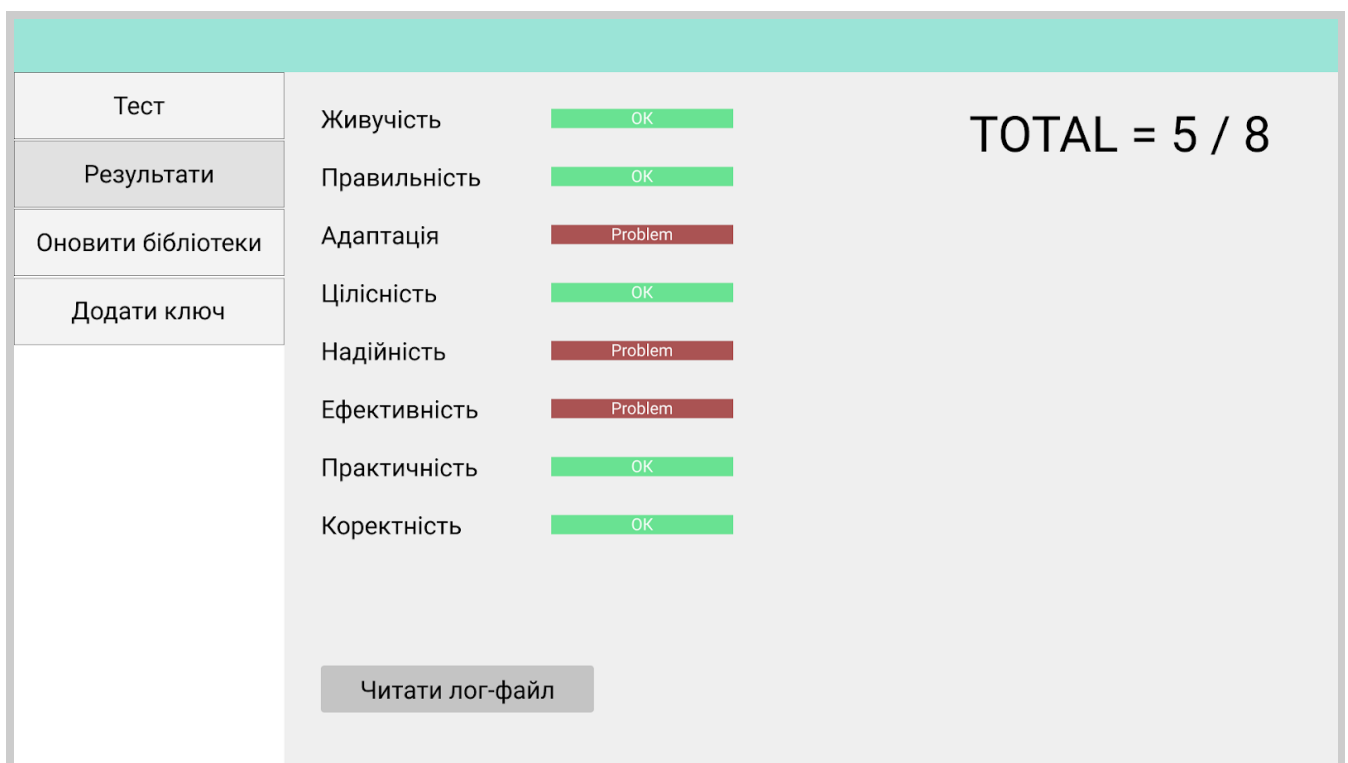 Тест
Результати
Оновити бібліотеки
Додати ключ
Живучість OK
Правильність OK
Адаптація Problem
Цілісність OK
Надійність Problem
Ефективність Problem
Практичність OK
Коректність OK
TOTAL = 5 / 8
Читати лог-файл